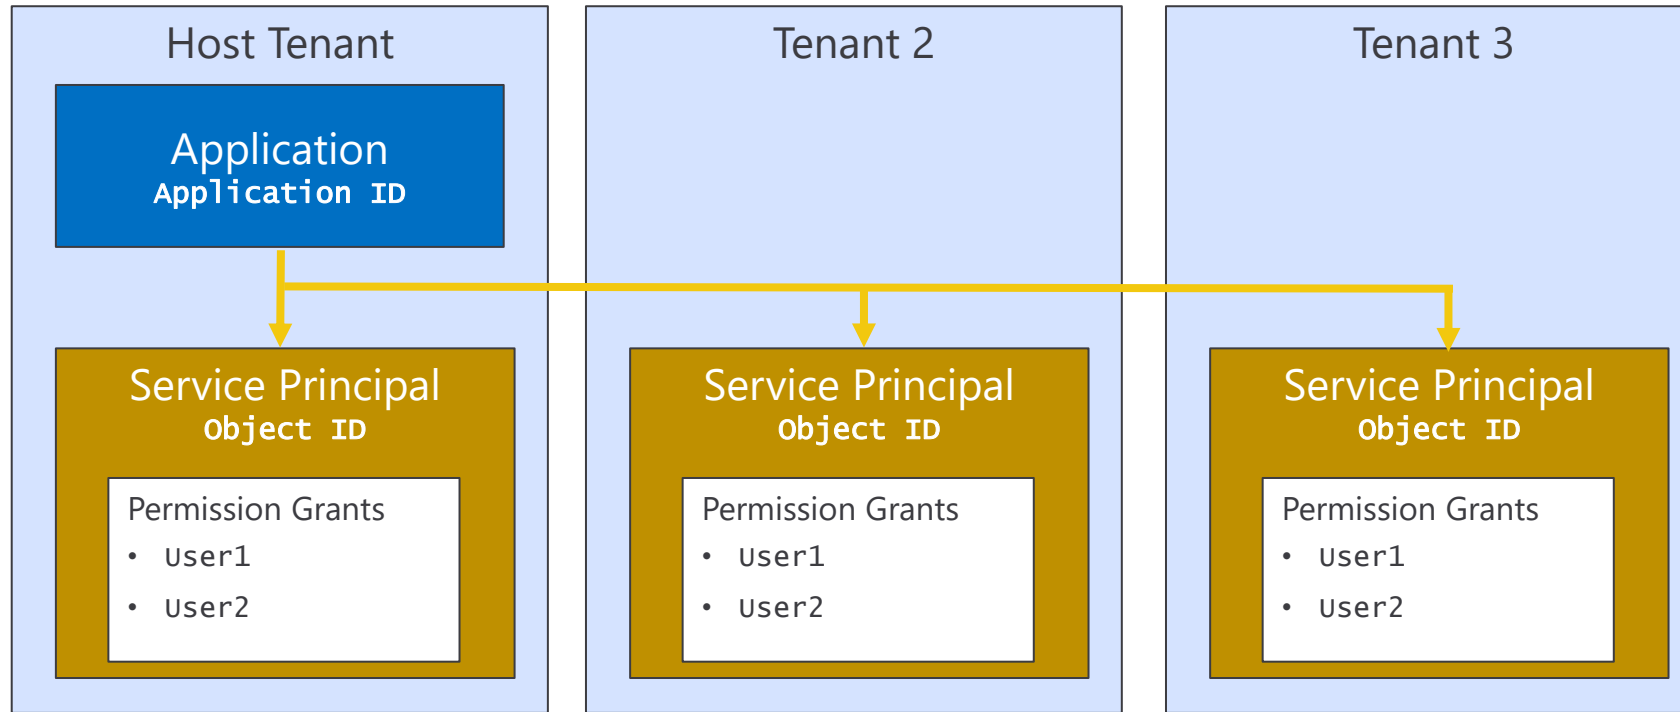 Host Tenant
Application
Application ID
Service Principal
Object ID
Permission Grants
• User1
• User2
Tenant 2
Service Principal
Object ID
Permission Grants
• User1
• User2
Tenant 3
Service Principal
Object ID
Permission Grants
• User1
• User2